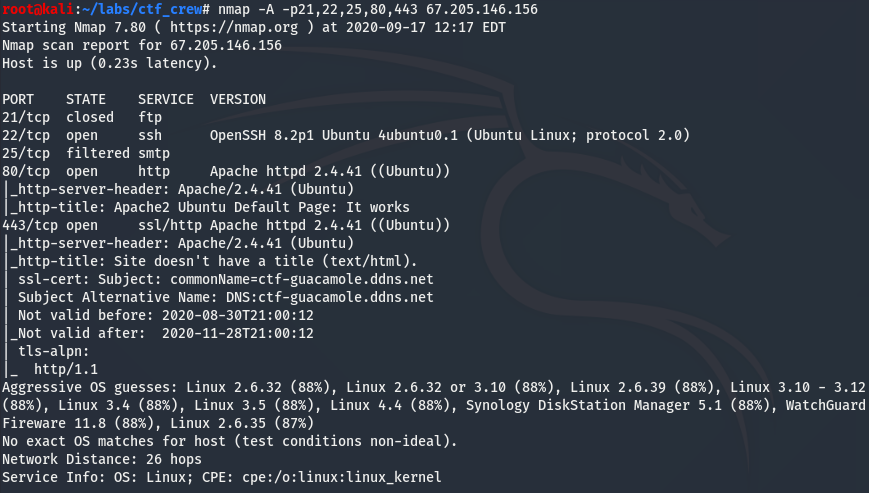 root@kali:~/labs/ctf_crew# nmap -A -p21,22,25,80,443 67.205.146.156
Starting Nmap 7.80 ( https://nmap.org ) at 2020-09-17 12:17 EDT
Nmap scan report for 67.205.146.156
Host is up (0.23s latency).

PORT    STATE    SERVICE  VERSION
21/tcp  closed   ftp
22/tcp  open     ssh      OpenSSH 8.2p1 Ubuntu 4ubuntu0.1 (Ubuntu Linux; protocol 2.0)
25/tcp  filtered smtp
80/tcp  open     http     Apache httpd 2.4.41 ((Ubuntu))
|_http-server-header: Apache/2.4.41 (Ubuntu)
|_http-title: Apache2 Ubuntu Default Page: It works
443/tcp open     ssl/http Apache httpd 2.4.41 ((Ubuntu))
|_http-server-header: Apache/2.4.41 (Ubuntu)
|_http-title: Site doesn't have a title (text/html).
| ssl-cert: Subject: commonName=ctf-guacamole.ddns.net
| Subject Alternative Name: DNS:ctf-guacamole.ddns.net
| Not valid before: 2020-08-30T21:00:12
|_Not valid after:  2020-11-28T21:00:12
| tls-alpn:
|_  http/1.1
Aggressive OS guesses: Linux 2.6.32 (88%), Linux 2.6.32 or 3.10 (88%), Linux 2.6.39 (88%), Linux 3.10 - 3.12
(88%), Linux 3.4 (88%), Linux 3.5 (88%), Linux 4.4 (88%), Synology DiskStation Manager 5.1 (88%), WatchGuard
Fireware 11.8 (88%), Linux 2.6.35 (87%)
No exact OS matches for host (test conditions non-ideal).
Network Distance: 26 hops
Service Info: OS: Linux; CPE: cpe:/o:linux:linux_kernel